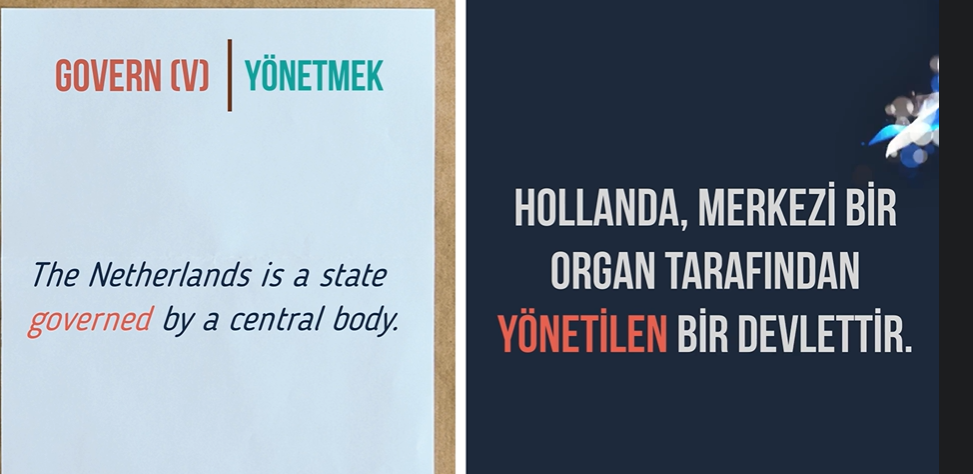 GOVERN (V) | YÖNETMEK
The Netherlands is a state
governed by a central body.
HOLLANDA, MERKEZİ BİR
ORGAN TARAFINDAN
YÖNETİLEN BİR DEVLETTİR.